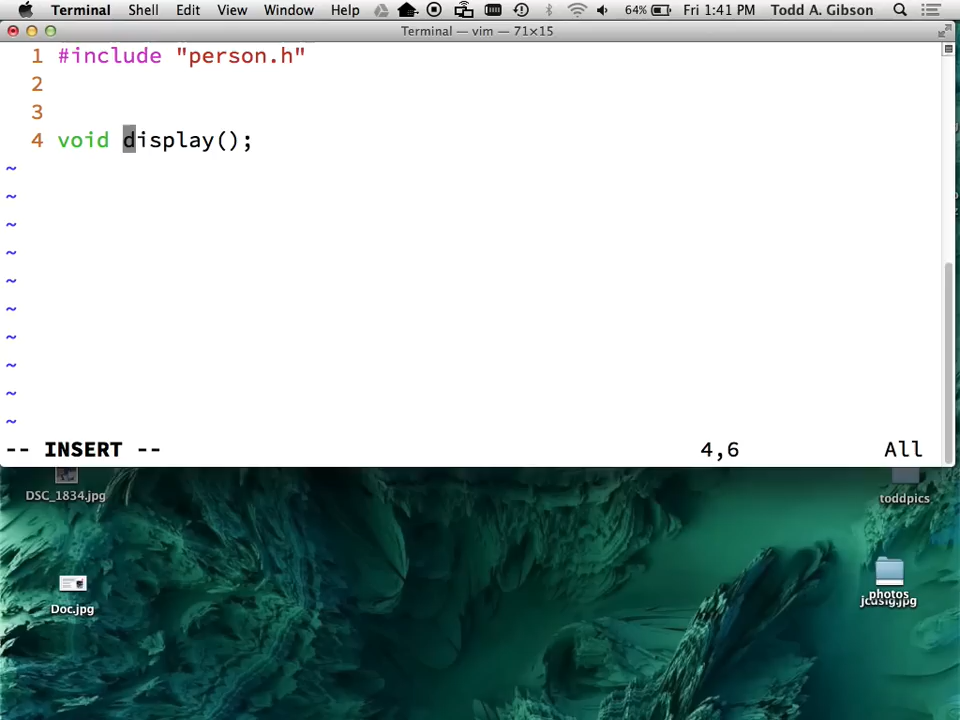 Terminal Shell Edit View Window Help 64% Fri 1:41 PM Todd A. Gibson
Terminal — vim — 71×15
1 #include "person.h"
2
3
4 void display();
~
~
~
~
~
~
~
~
~
~
-- INSERT -- 4,6 All
DSC_1834.jpg
toddpics
Doc.jpg
photos